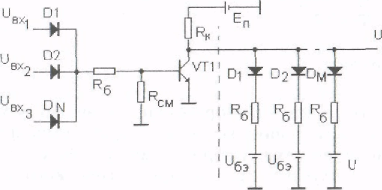 Uвх1 D1
Eп
Rк
U
Uвх2 D2
VT1
D1 D2 DM
Rб
Rсм
Uвх3 DN
Rб Rб Rб
Uбэ Uбэ U